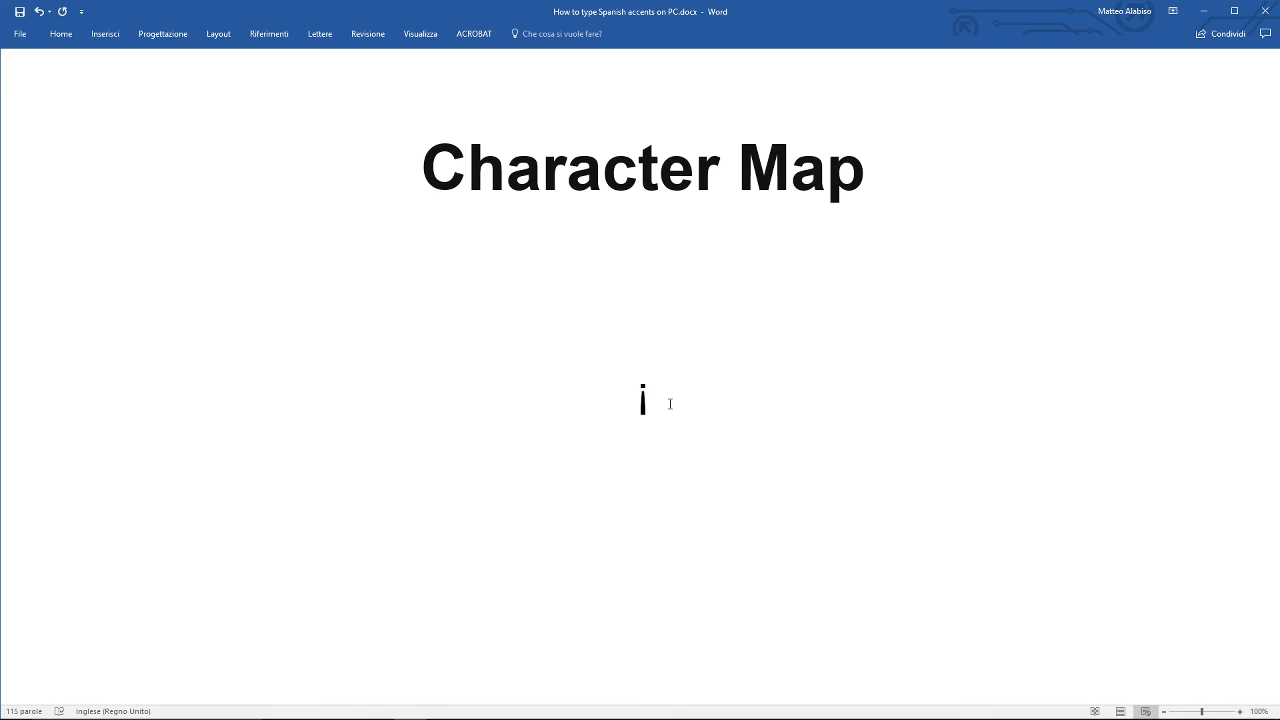 How to type Spanish accents on PC.docx - Word
Matteo Alabiso
File Home Inserisci Progettazione Layout Riferimenti Lettere Revisione Visualizza ACROBAT Che cosa si vuole fare? Condividi
Character Map
¡
115 parole Inglese (Regno Unito) 100%